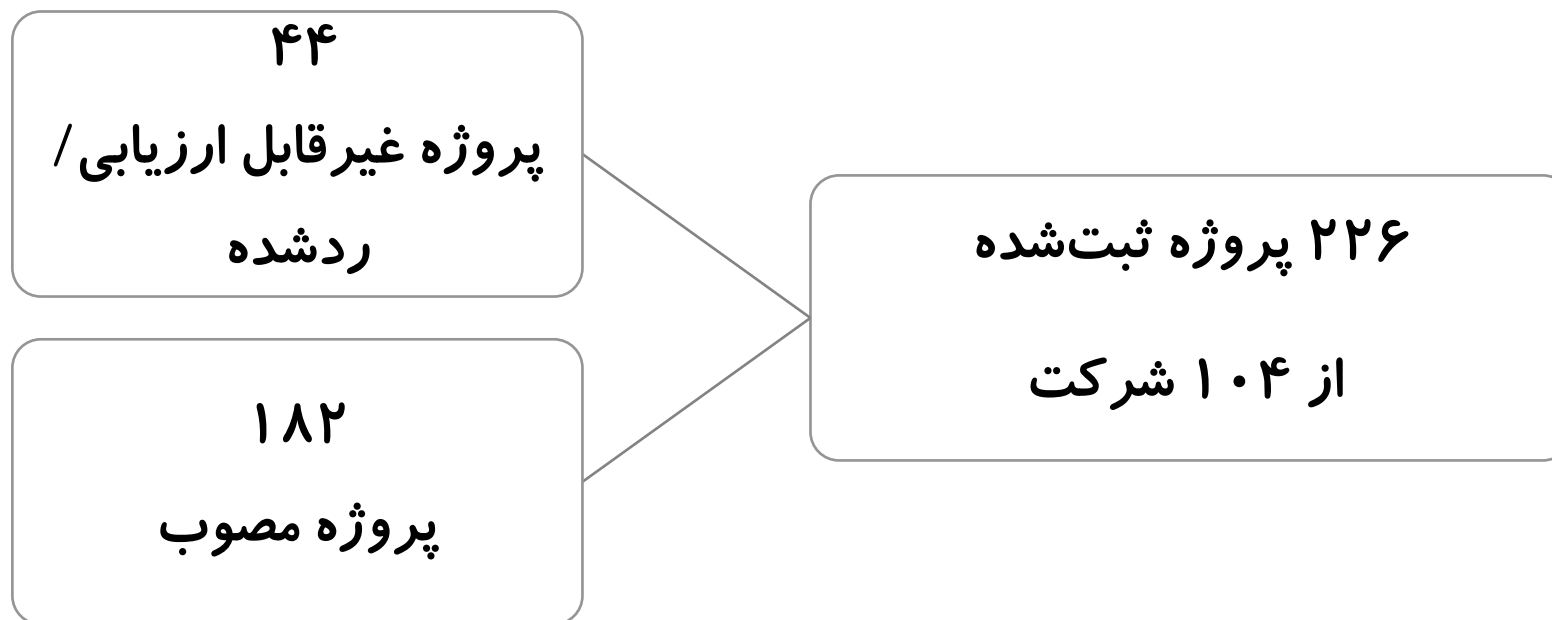 ۲۲۶ پروژه ثبت‌شده
از ۱۰۴ شرکت
۴۴
پروژه غیرقابل ارزیابی/
ردشده
۱۸۲
پروژه مصوب